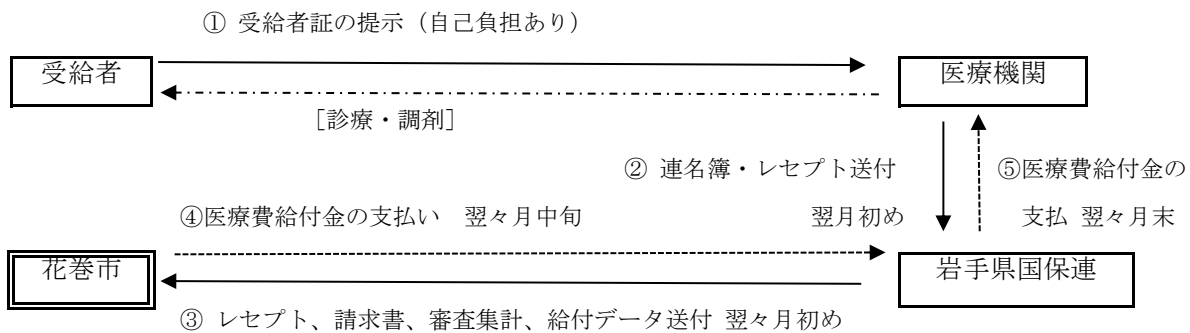 ① 受給者証の提示（自己負担あり）
受給者
医療機関
［診療・調剤］
② 連名簿・レセプト送付
⑤医療費給付金の
④医療費給付金の支払い 翌々月中旬
翌月初め
支払 翌々月末
花巻市
岩手県国保連
③ レセプト、請求書、審査集計、給付データ送付 翌々月初め